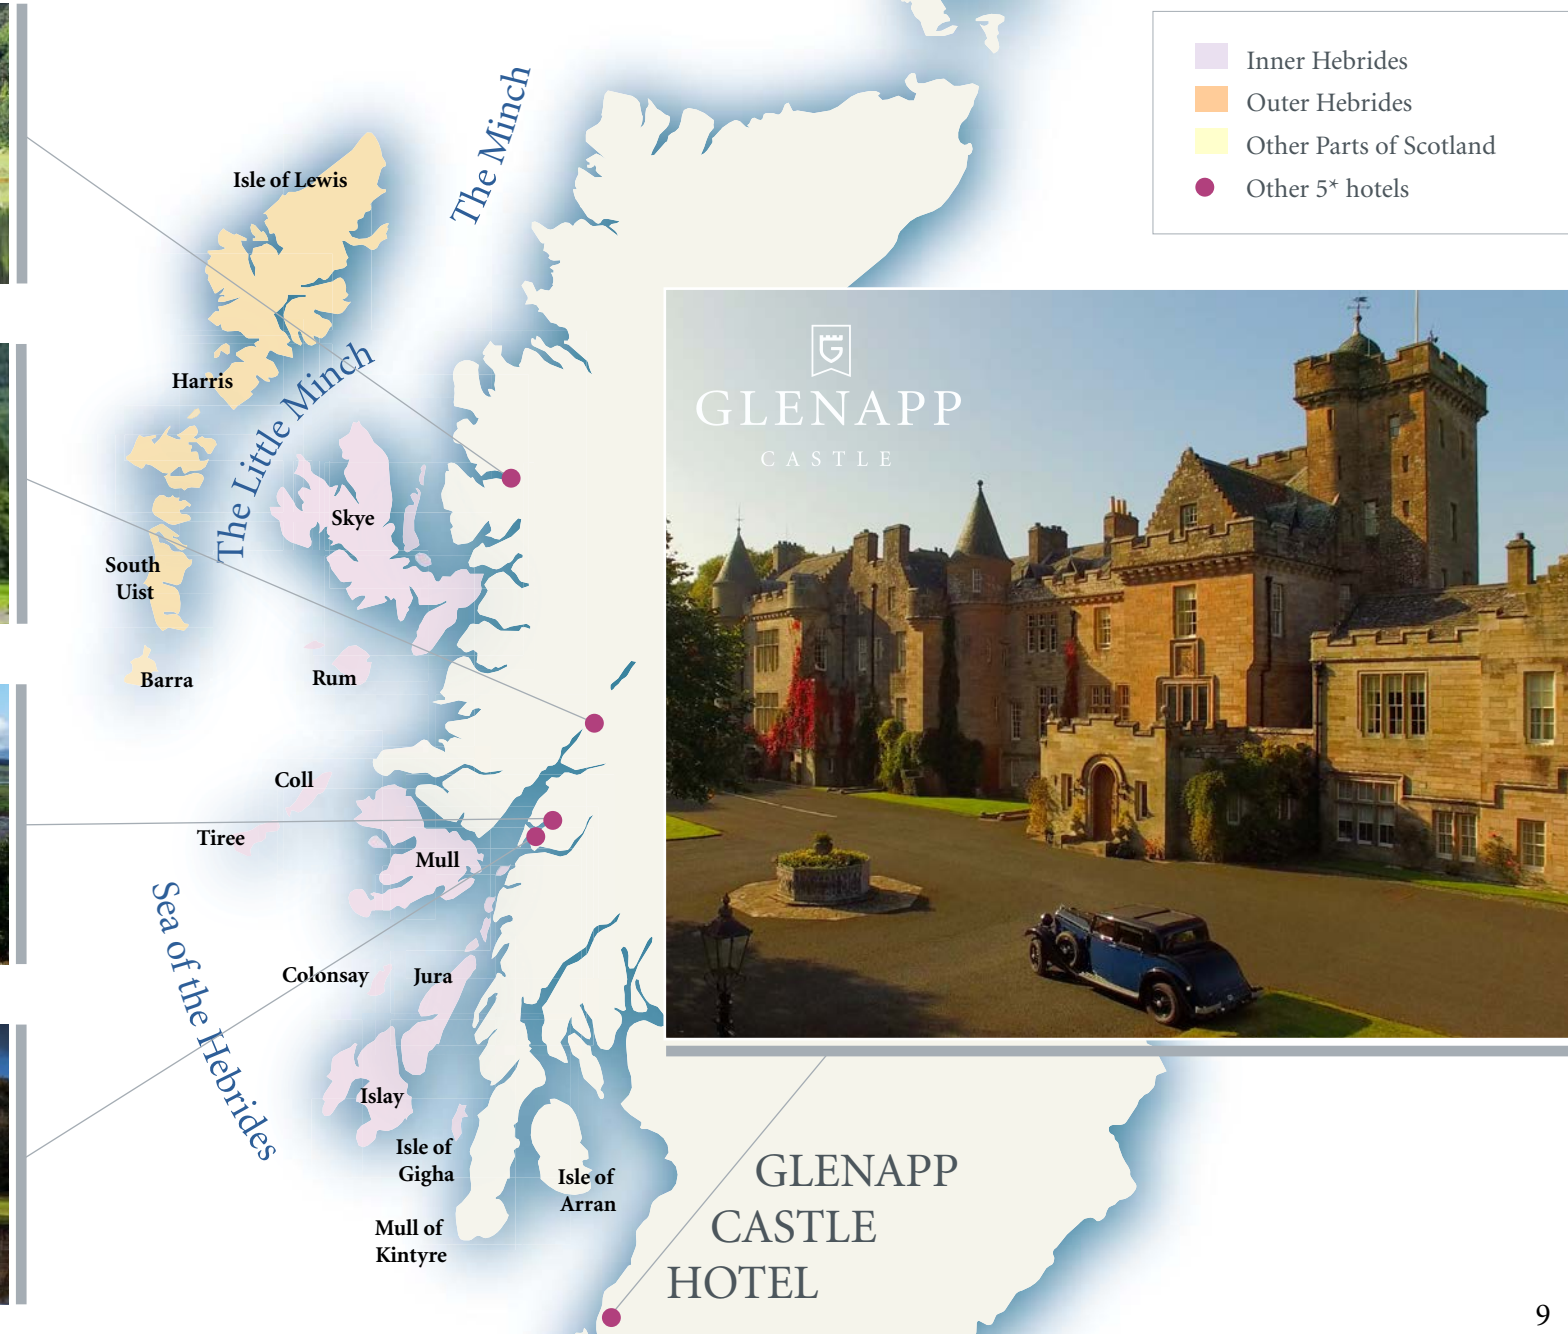 The Minch
Inner Hebrides
Outer Hebrides
Other Parts of Scotland
Other 5* hotels
Isle of Lewis
Harris
The Little Minch
GLENAPP
CASTLE
Skye
South
Uist
Barra
Rum
Coll
Tiree
Mull
Sea of the Hebrides
Colonsay
Jura
Islay
Isle of
Gigha
Isle of
Arran
Mull of
Kintyre
GLENAPP
CASTLE
HOTEL
9